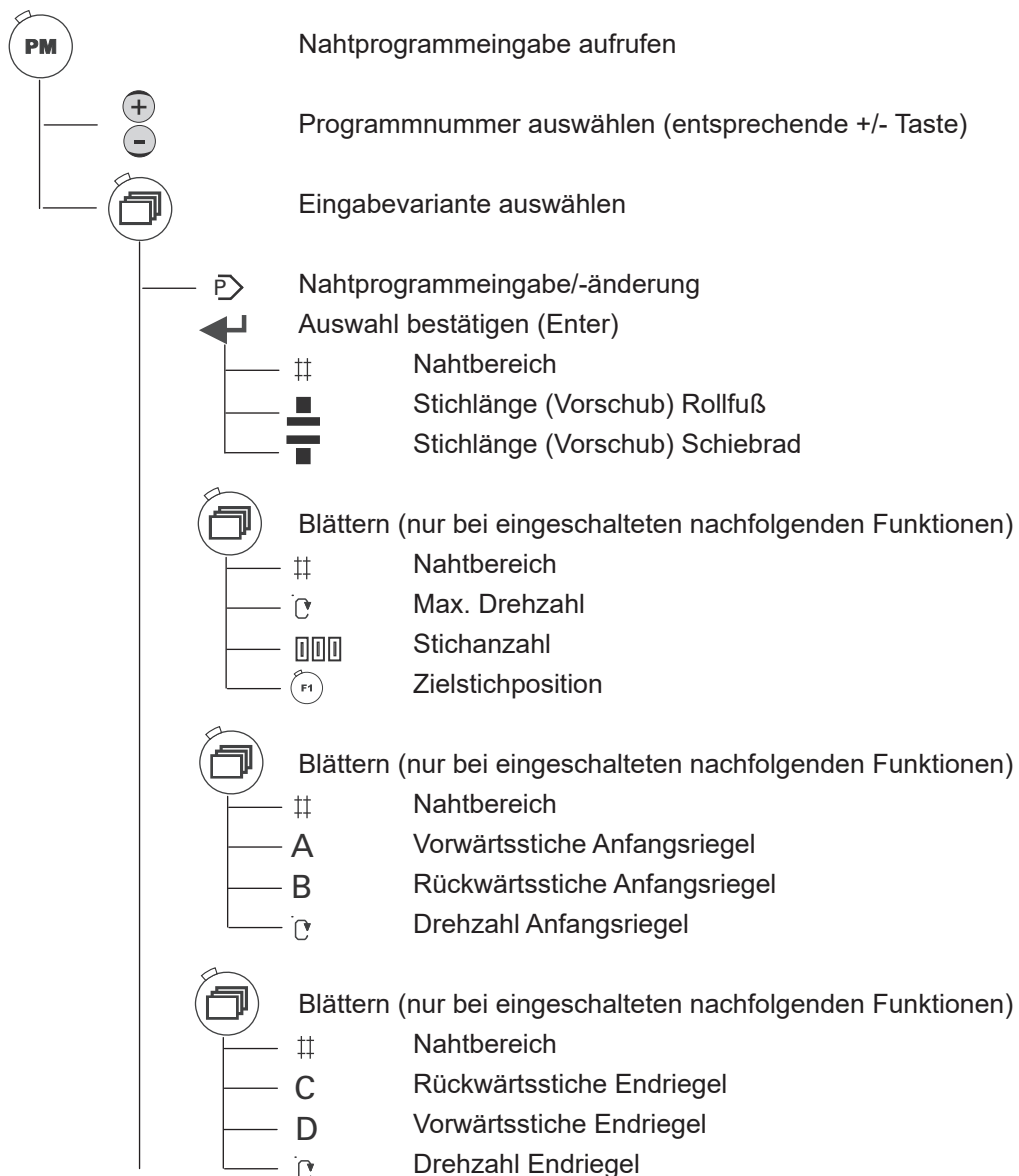 PM Nahtprogrammeingabe aufrufen
+
- Programmnummer auswählen (entsprechende +/- Taste)
Eingabevariante auswählen
P Nahtprogrammeingabe/-änderung
Auswahl bestätigen (Enter)
Nahtbereich
Stichlänge (Vorschub) Rollfuß
Stichlänge (Vorschub) Schiebrad
Blättern (nur bei eingeschalteten nachfolgenden Funktionen)
Nahtbereich
Max. Drehzahl
Stichanzahl
F1 Zielstichposition
Blättern (nur bei eingeschalteten nachfolgenden Funktionen)
Nahtbereich
A Vorwärtsstiche Anfangsriegel
B Rückwärtsstiche Anfangsriegel
Drehzahl Anfangsriegel
Blättern (nur bei eingeschalteten nachfolgenden Funktionen)
Nahtbereich
C Rückwärtsstiche Endriegel
D Vorwärtsstiche Endriegel
Drehzahl Endriegel